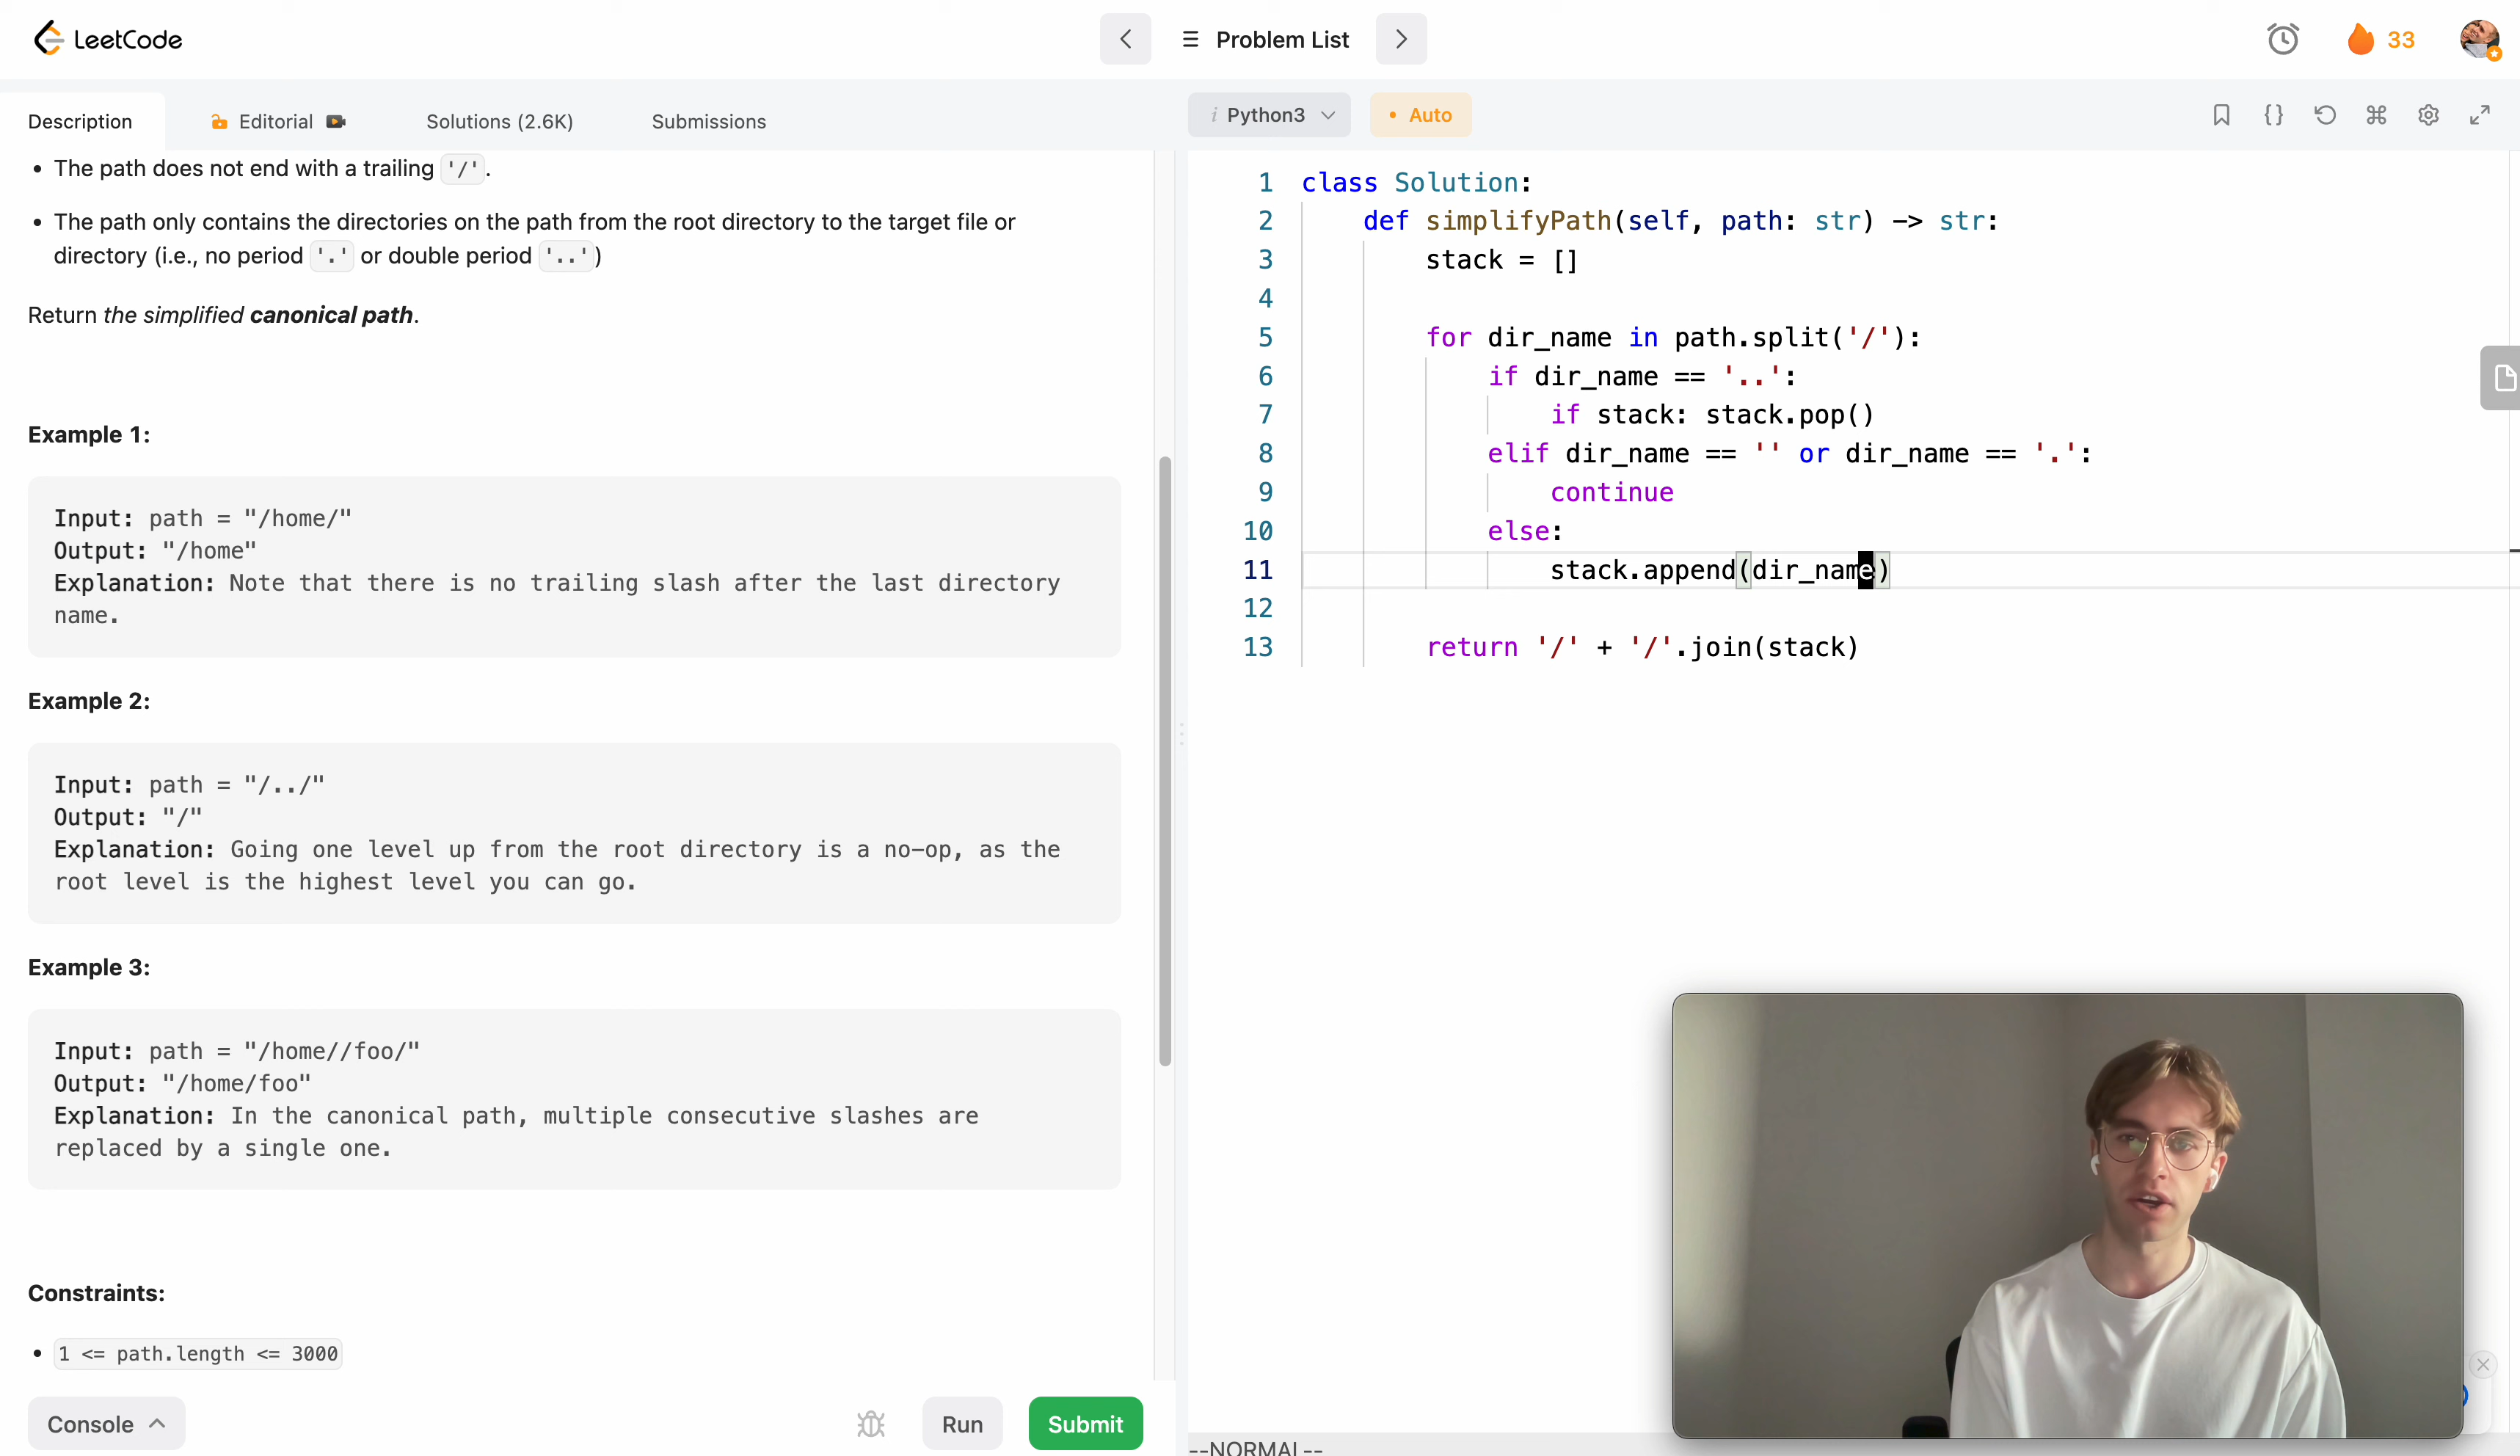 LeetCode
Problem List
33
Description
Editorial
Solutions (2.6K)
Submissions
• The path does not end with a trailing '/'.
• The path only contains the directories on the path from the root directory to the target file or
directory (i.e., no period '.' or double period '..')
Return the simplified canonical path.
Example 1:
Input: path = "/home/"
Output: "/home"
Explanation: Note that there is no trailing slash after the last directory
name.
Example 2:
Input: path = "/../"
Output: "/"
Explanation: Going one level up from the root directory is a no-op, as the
root level is the highest level you can go.
Example 3:
Input: path = "/home//foo/"
Output: "/home/foo"
Explanation: In the canonical path, multiple consecutive slashes are
replaced by a single one.
Constraints:
• 1 <= path.length <= 3000
Console
Run
Submit
i Python3
• Auto
1 class Solution:
2 def simplifyPath(self, path: str) -> str:
3 stack = []
4
5 for dir_name in path.split('/'):
6 if dir_name == '..':
7 if stack: stack.pop()
8 elif dir_name == '' or dir_name == '.':
9 continue
10 else:
11 stack.append(dir_name)
12
13 return '/' + '/'.join(stack)
--NORMAL--